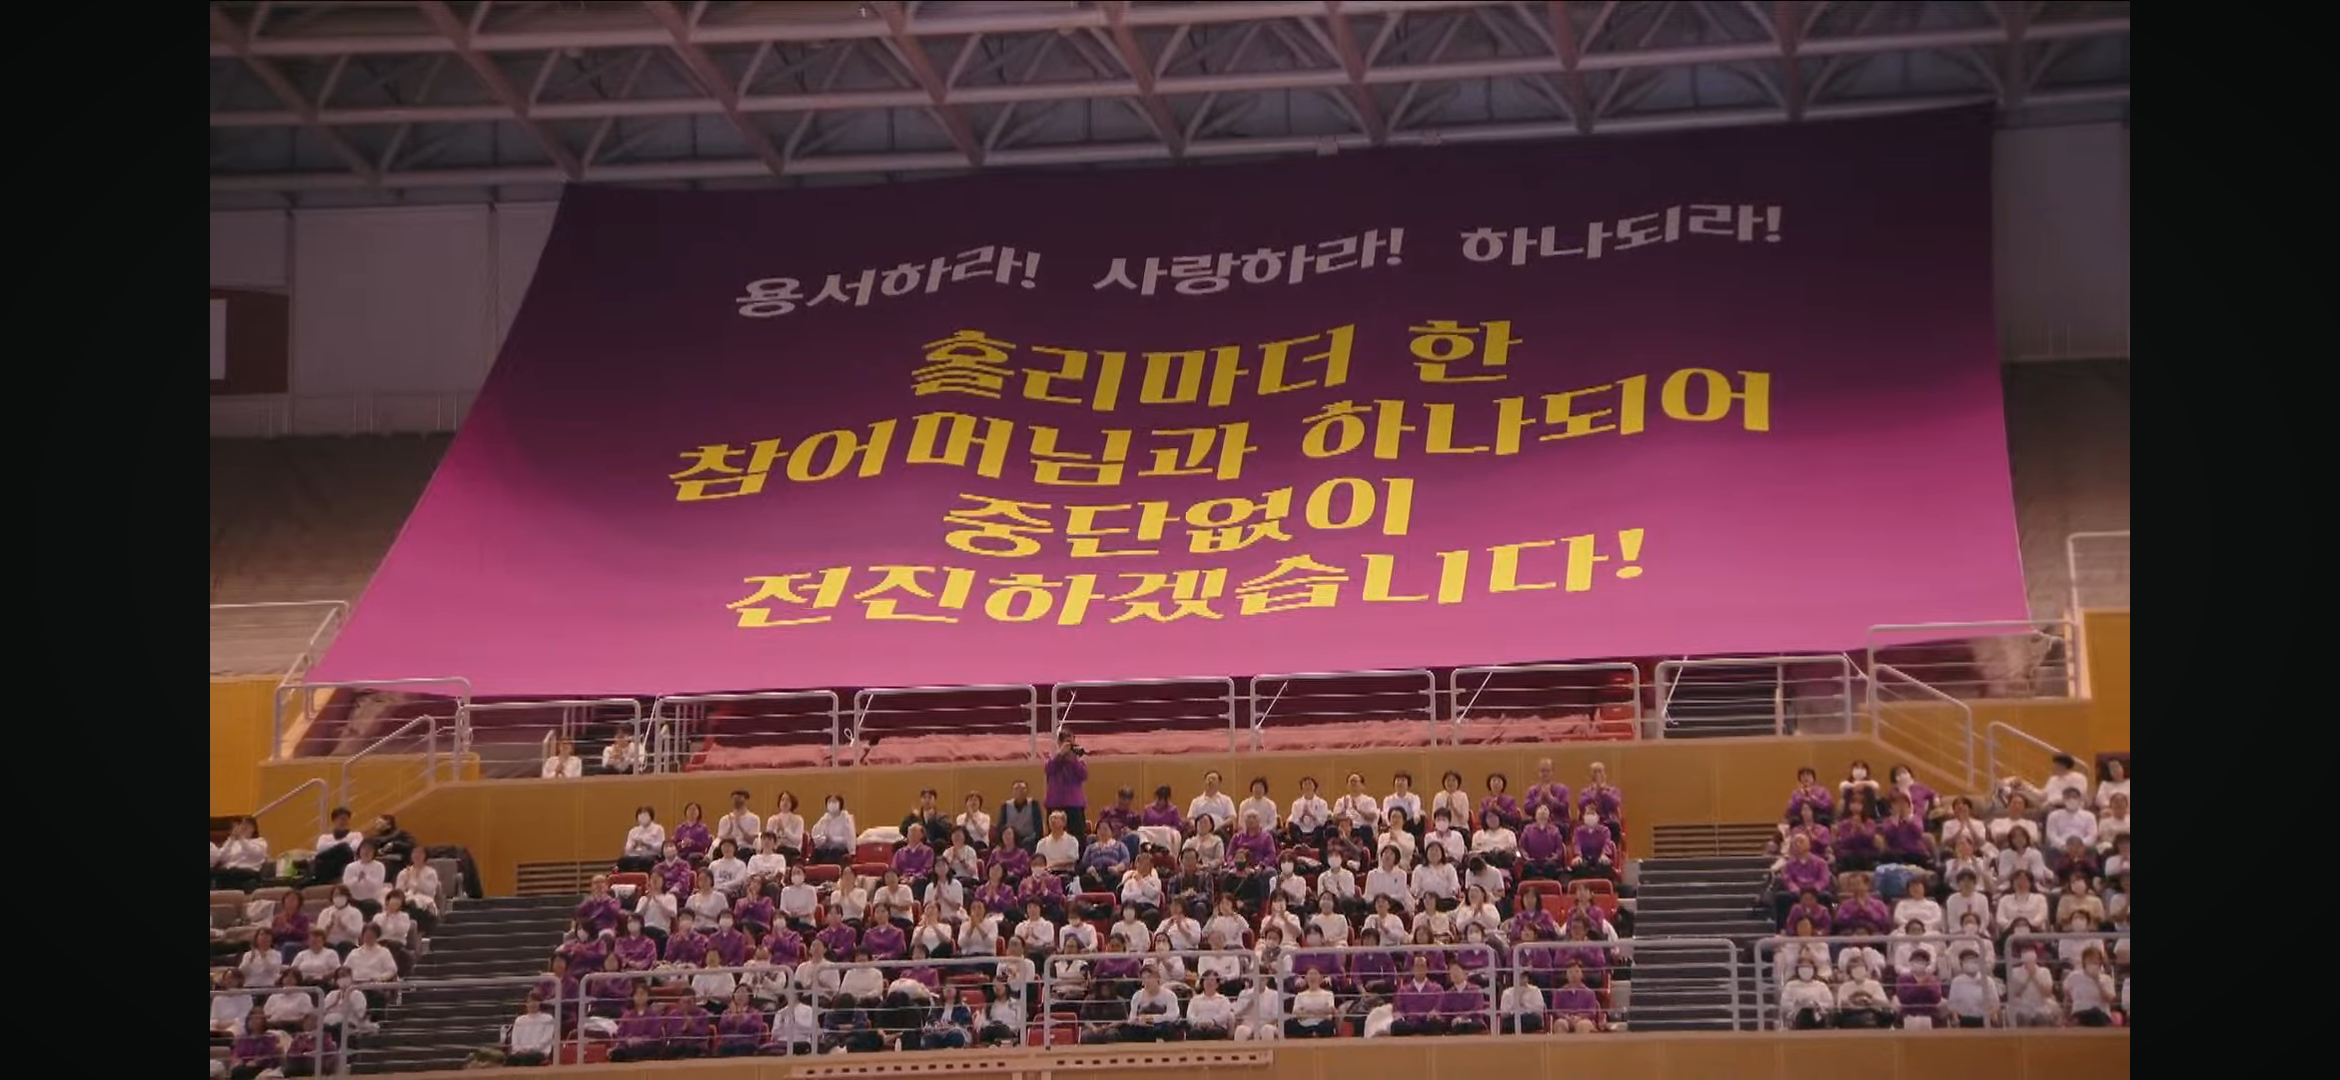 용서하라! 사랑하라! 하나되라!
홀리마더 한
참어머님과 하나되어
중단없이
전진하겠습니다!